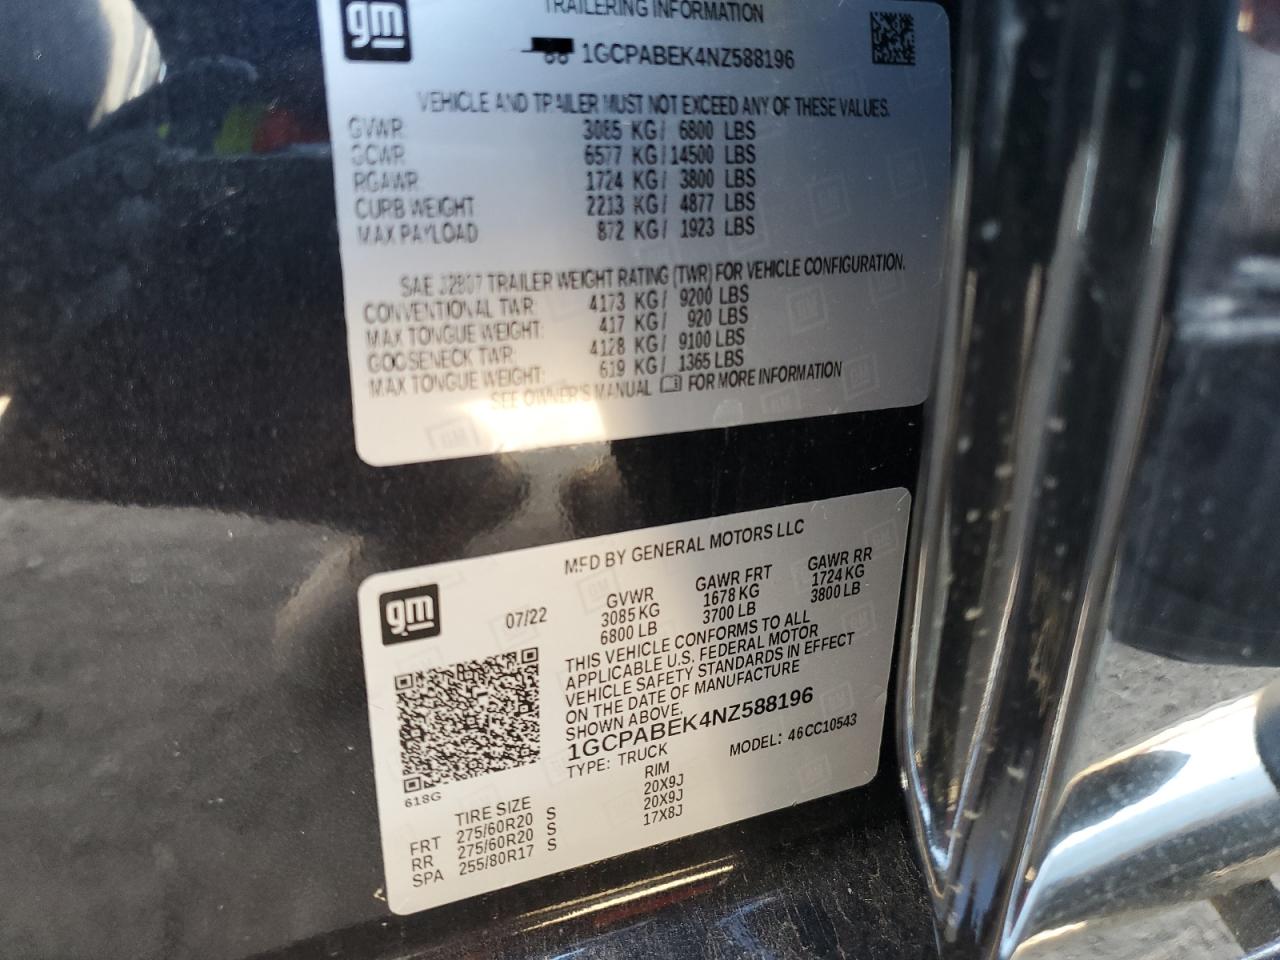 gm
TRAILERING INFORMATION
1GCPABEK4NZ588196
VEHICLE AND TRAILER MUST NOT EXCEED ANY OF THESE VALUES.
GVWR 3085 KG/ 6800 LBS
GCWR 6577 KG/ 14500 LBS
RGAWR 1724 KG/ 3800 LBS
CURB WEIGHT 2213 KG/ 4877 LBS
MAX PAYLOAD 872 KG/ 1923 LBS
SAE J2807 TRAILER WEIGHT RATING (TWR) FOR VEHICLE CONFIGURATION.
CONVENTIONAL TWR: 4173 KG/ 9200 LBS
MAX TONGUE WEIGHT: 417 KG/ 920 LBS
GOOSENECK TWR: 4128 KG/ 9100 LBS
MAX TONGUE WEIGHT: 619 KG/ 1365 LBS
SEE OWNER'S MANUAL FOR MORE INFORMATION
gm
MFD BY GENERAL MOTORS LLC
07/22
GVWR GAWR FRT GAWR RR
3085 KG 1678 KG 1724 KG
6800 LB 3700 LB 3800 LB
THIS VEHICLE CONFORMS TO ALL
APPLICABLE U.S. FEDERAL MOTOR
VEHICLE SAFETY STANDARDS IN EFFECT
ON THE DATE OF MANUFACTURE
SHOWN ABOVE.
1GCPABEK4NZ588196
TYPE: TRUCK MODEL: 46CC10543
618G
TIRE SIZE RIM
FRT 275/60R20 S 20X9J
RR 275/60R20 S 20X9J
SPA 255/80R17 S 17X8J